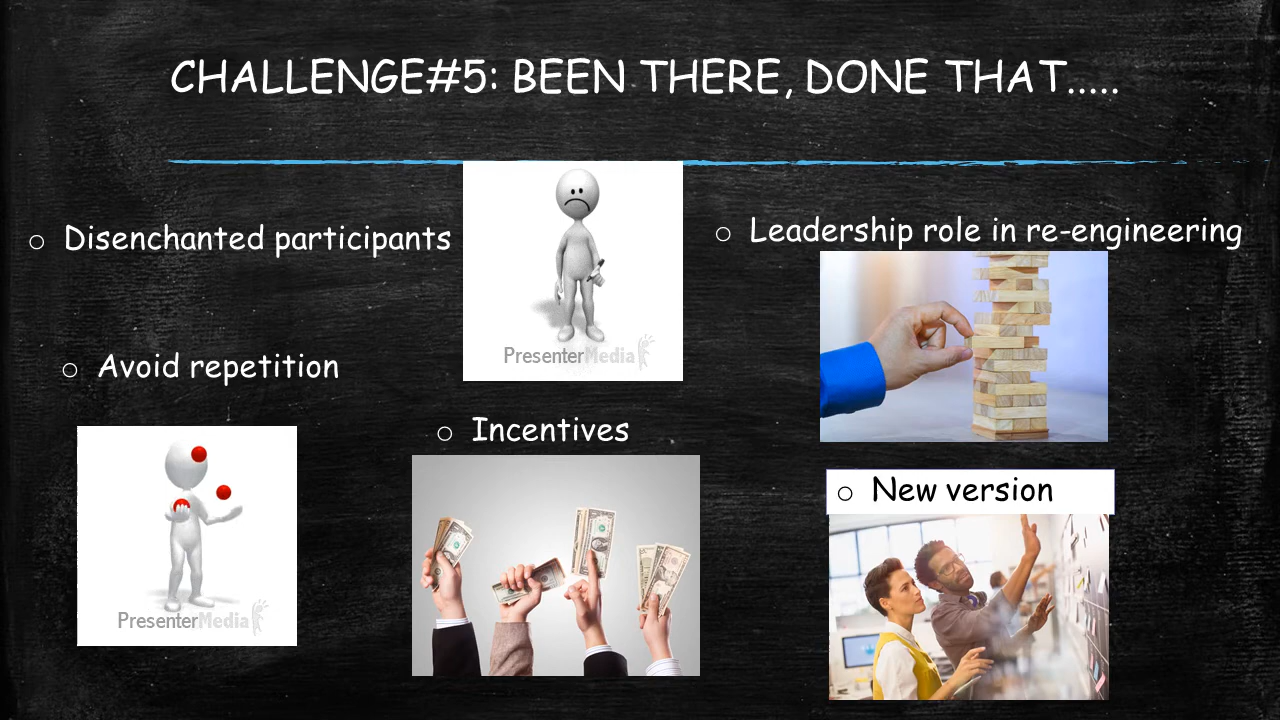 CHALLENGE#5: BEEN THERE, DONE THAT.....
o Disenchanted participants
PresenterMedia
o Leadership role in re-engineering
o Avoid repetition
PresenterMedia
o Incentives
o New version